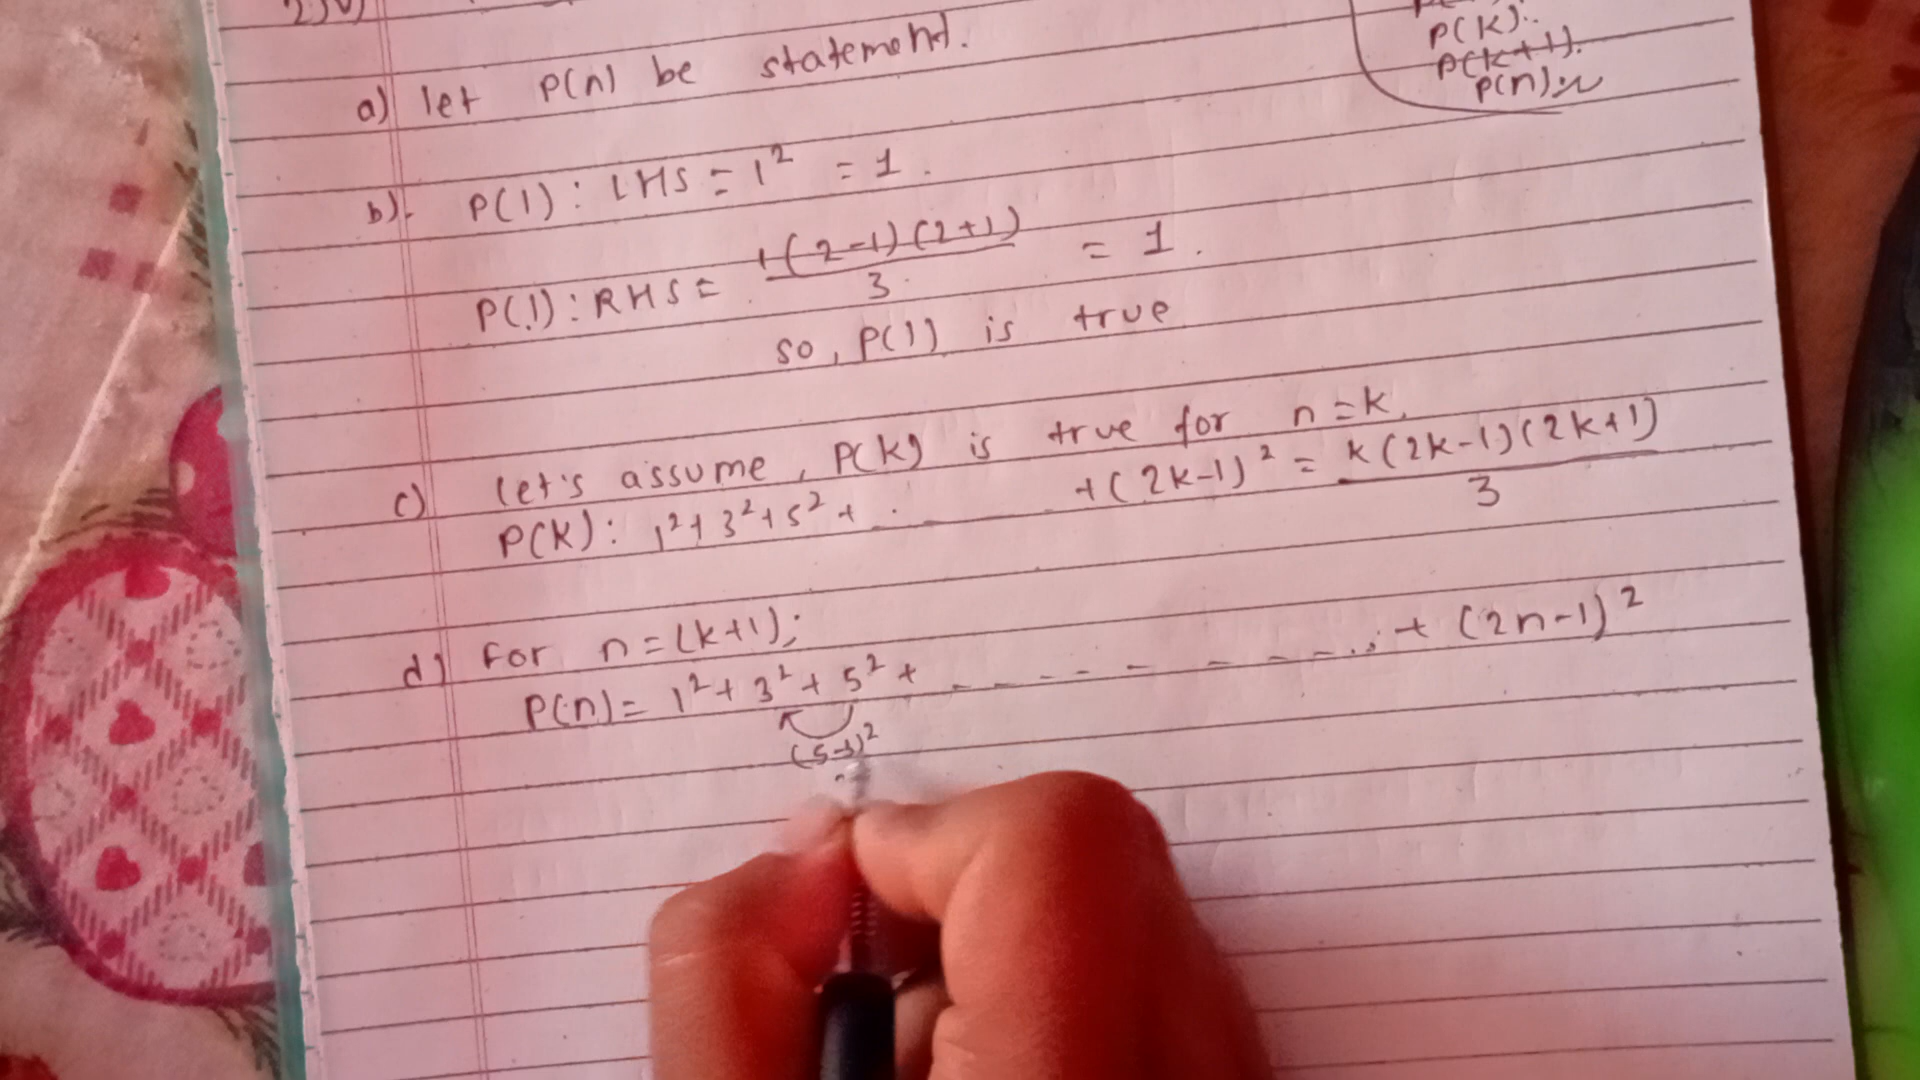 2)v)
P(k).
P(k+1).
P(n):
a) let P(n) be statement.
b) P(1): LHS = 1² = 1.
P(1): RHS = 1(2-1)(2+1)/3 = 1.
so, P(1) is true
c) let's assume, P(k) is true for n=k.
P(k): 1²+3²+5²+ . _ _ +(2k-1)² = k(2k-1)(2k+1)/3
d) For n=(k+1);
P(n)= 1²+3²+5²+ _ _ _ _ _ _ _ _ + (2n-1)²